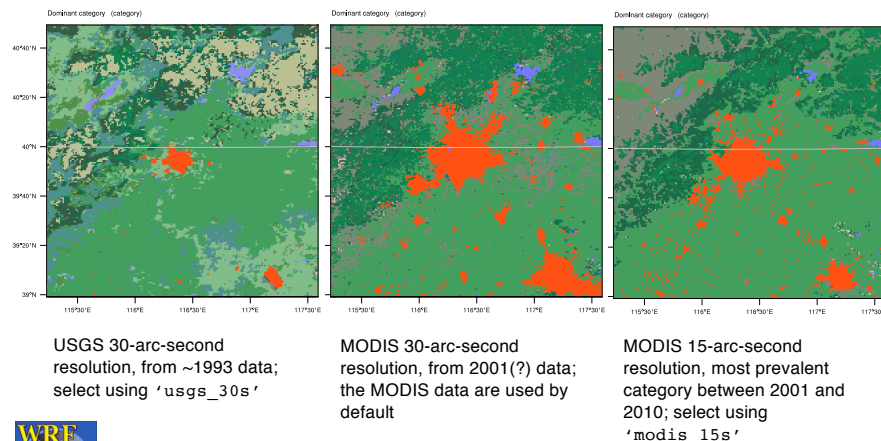 Dominant category (category)
Dominant category (category)
Dominant category (category)
40°40'N
40°20'N
40°N
39°40'N
39°20'N
39°N
115°30'E 116°E 116°30'E 117°E 117°30'E
115°30'E 116°E 116°30'E 117°E 117°30'E
115°30'E 116°E 116°30'E 117°E 117°30'E
USGS 30-arc-second
resolution, from ~1993 data;
select using ‘usgs_30s’
MODIS 30-arc-second
resolution, from 2001(?) data;
the MODIS data are used by
default
MODIS 15-arc-second
resolution, most prevalent
category between 2001 and
2010; select using
‘modis_15s’
WRF